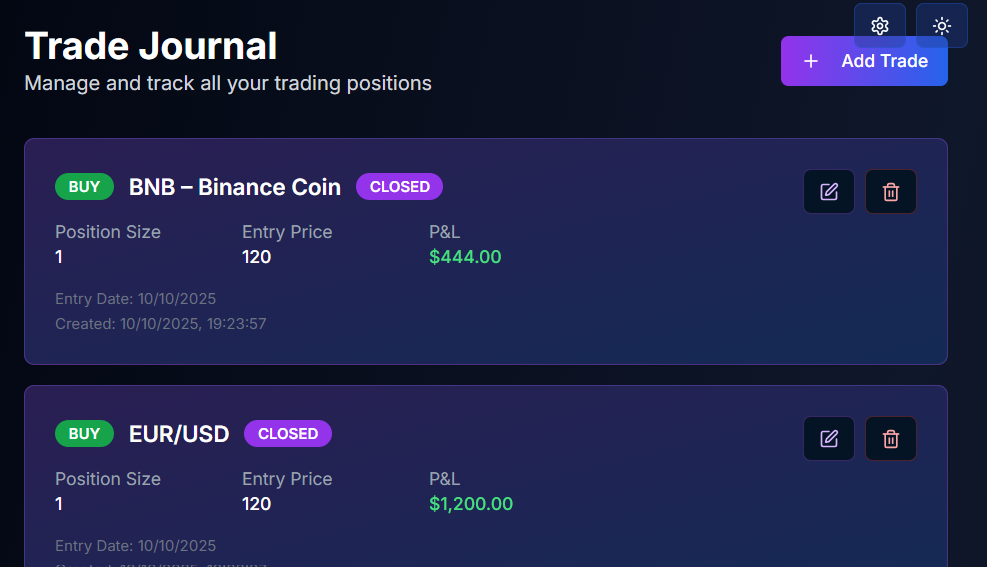 Trade Journal
Manage and track all your trading positions
Add Trade
BUY BNB – Binance Coin CLOSED
Position Size Entry Price P&L
1 120 $444.00
Entry Date: 10/10/2025
Created: 10/10/2025, 19:23:57
BUY EUR/USD CLOSED
Position Size Entry Price P&L
1 120 $1,200.00
Entry Date: 10/10/2025